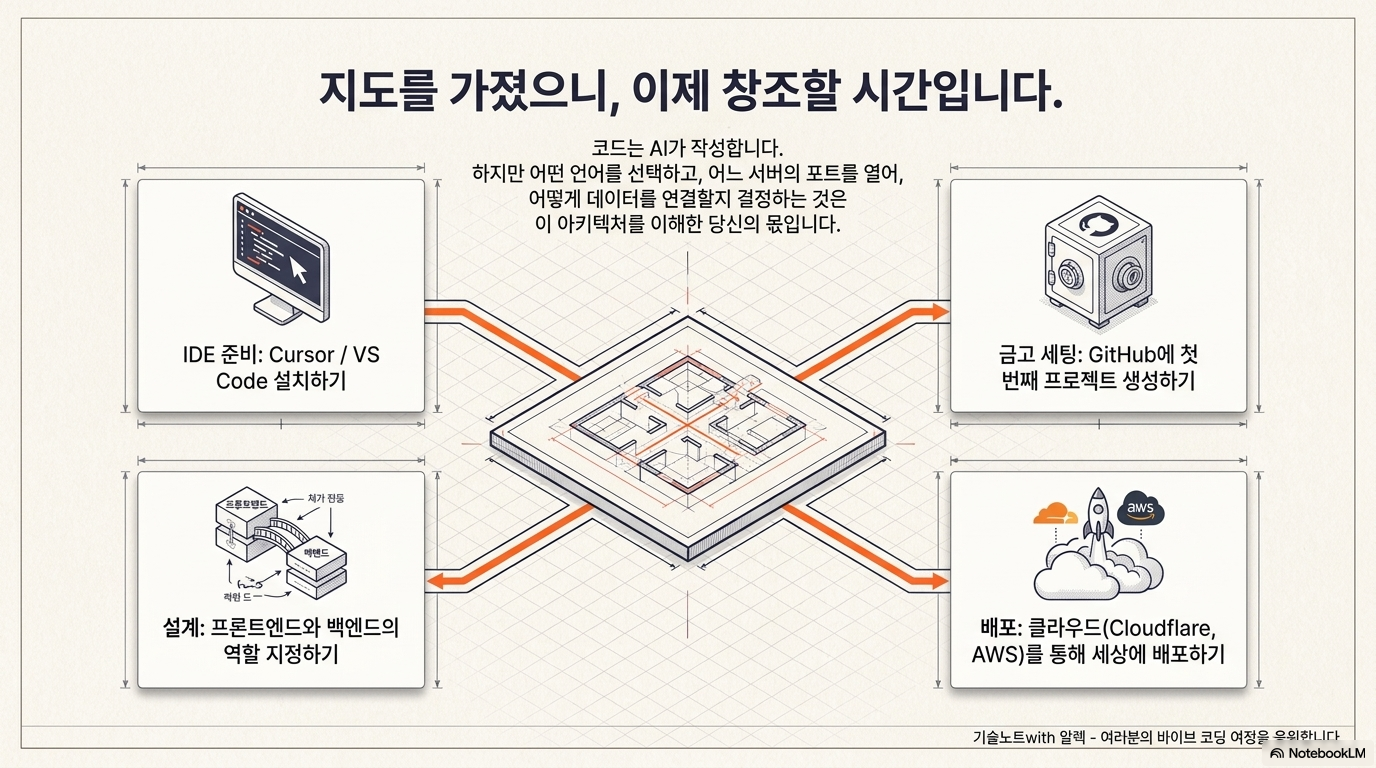 지도를 가졌으니, 이제 창조할 시간입니다.
코드는 AI가 작성합니다.
하지만 어떤 언어를 선택하고, 어느 서버의 포트를 열어,
어떻게 데이터를 연결할지 결정하는 것은
이 아키텍처를 이해한 당신의 몫입니다.
IDE 준비: Cursor / VS
Code 설치하기
금고 세팅: GitHub에 첫
번째 프로젝트 생성하기
설계: 프론트엔드와 백엔드의
역할 지정하기
aws
배포: 클라우드(Cloudflare,
AWS)를 통해 세상에 배포하기
기술노트with 알렉 - 여러분의 바이브 코딩 여정을 응원합니다.
NotebookLM